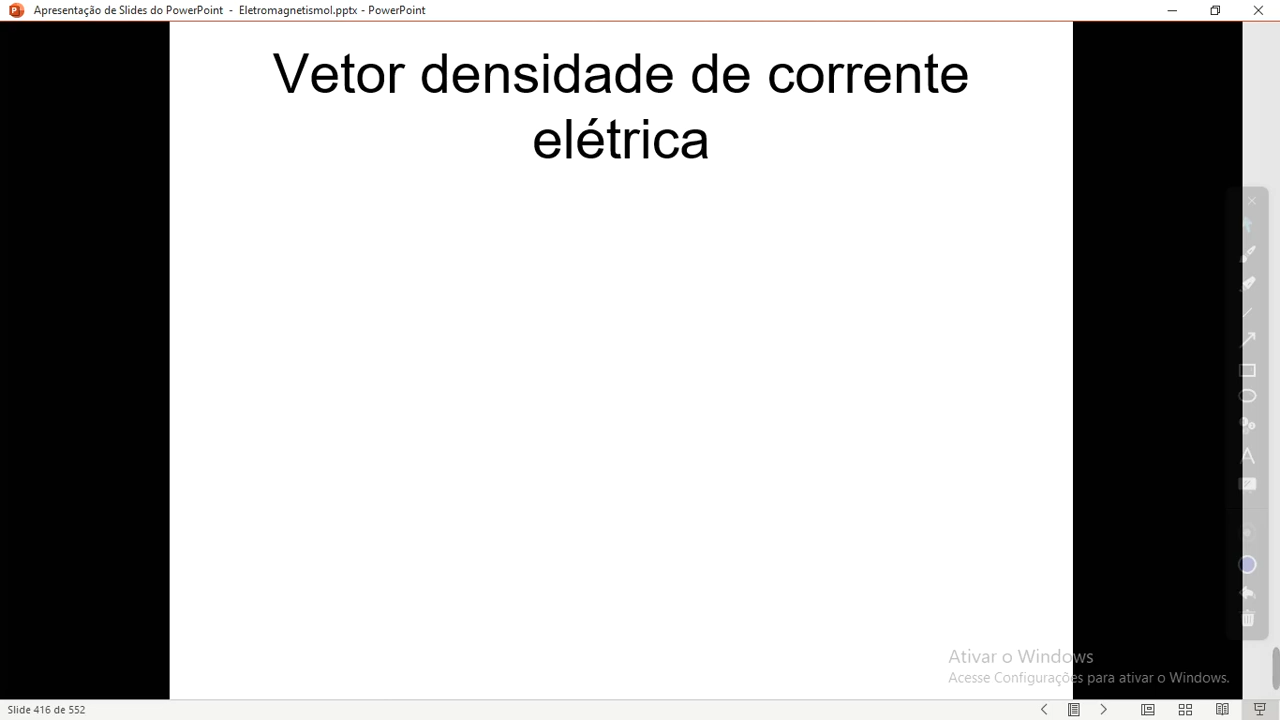 Apresentação de Slides do PowerPoint - Eletromagnetismol.pptx - PowerPoint
Vetor densidade de corrente
elétrica
A
Ativar o Windows
Acesse Configurações para ativar o Windows.
Slide 416 de 552